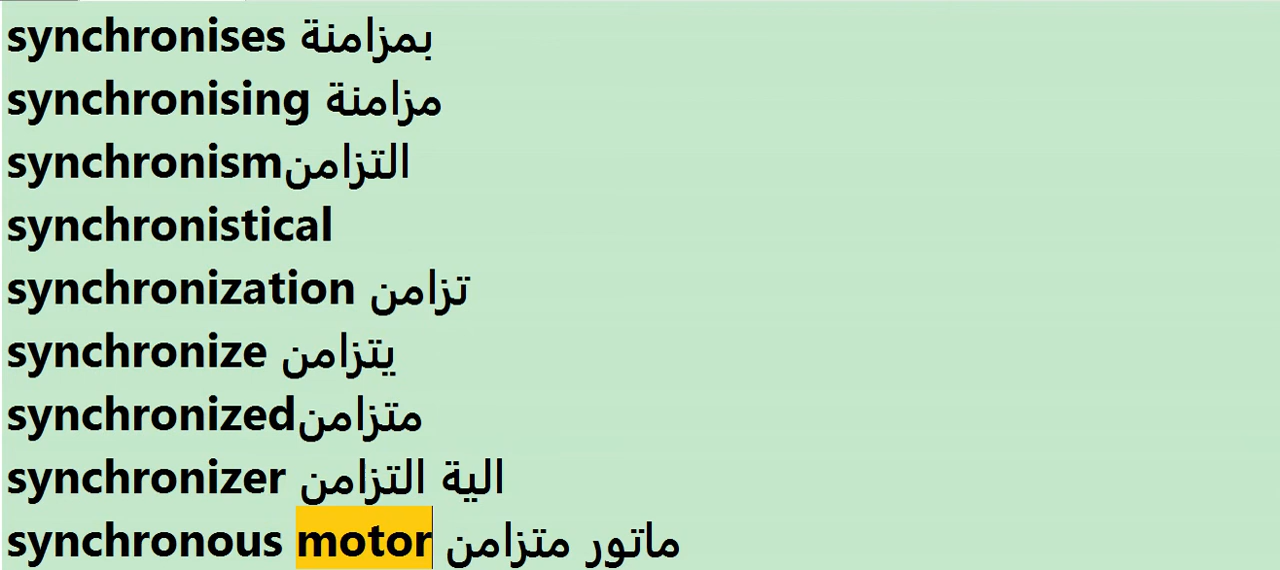 synchronises بمزامنة
synchronising مزامنة
synchronismالتزامن
synchronistical
synchronization تزامن
synchronize يتزامن
synchronizedمتزامن
synchronizer الية التزامن
synchronous motor ماتور متزامن